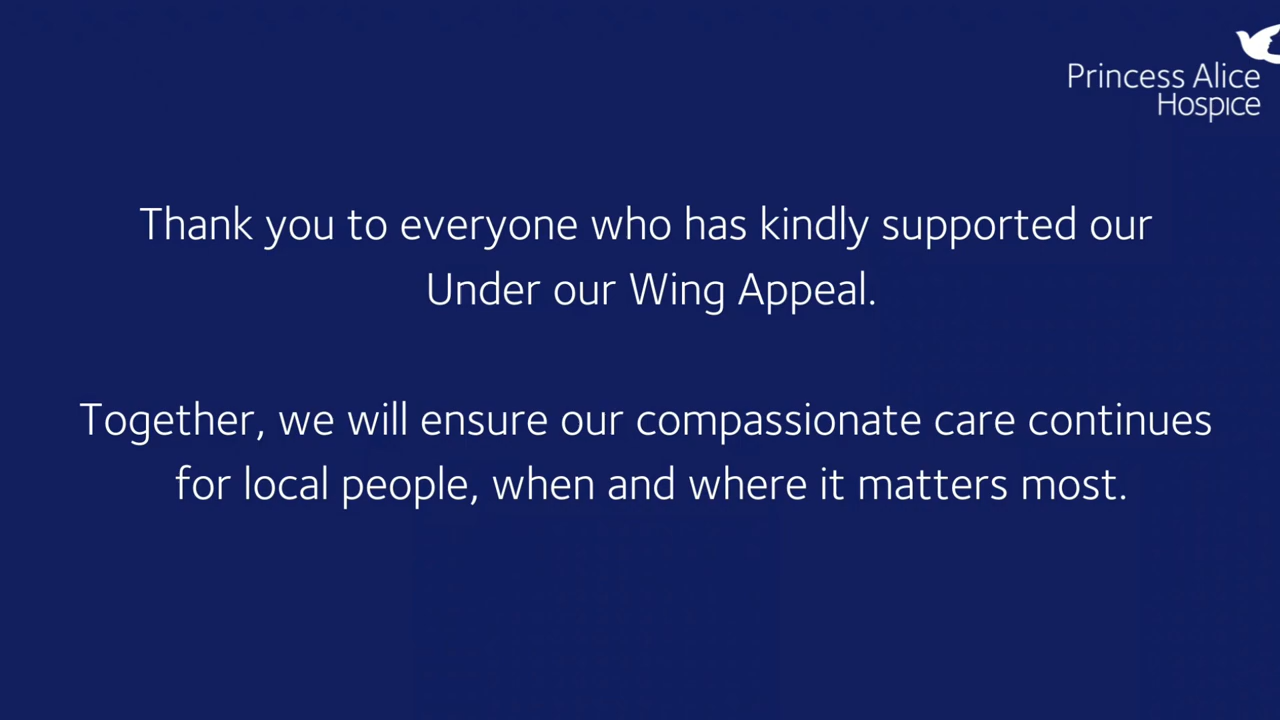 Princess Alice
Hospice
Thank you to everyone who has kindly supported our
Under our Wing Appeal.
Together, we will ensure our compassionate care continues
for local people, when and where it matters most.